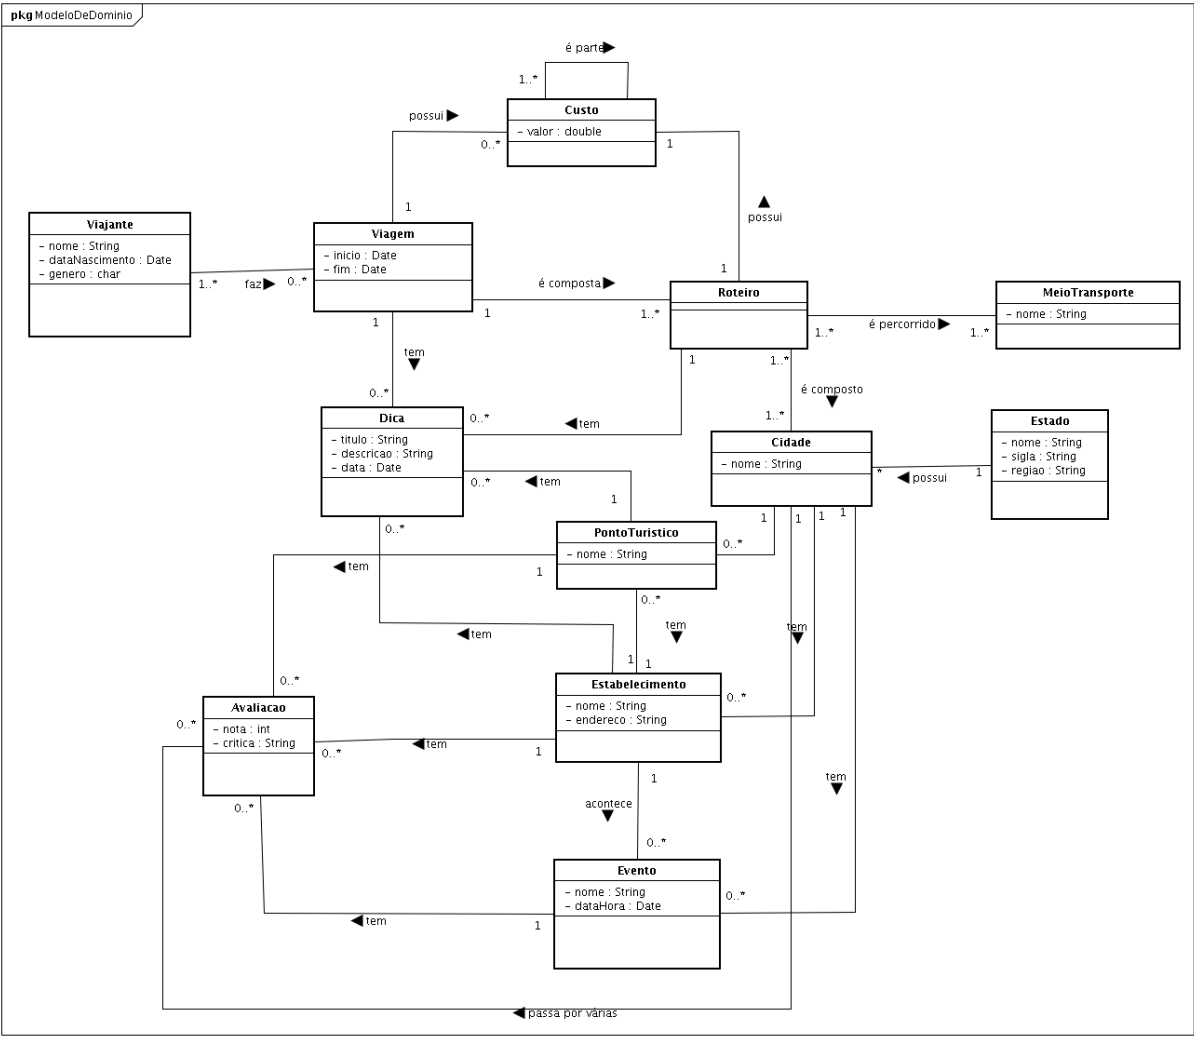 pkg ModeloDeDominio
é parte
1..*
Custo
– valor : double
possui
0..*
1
1
possui
1
Viajante
– nome : String
– dataNascimento : Date
– genero : char
1..*
faz
0..*
Viagem
– inicio : Date
– fim : Date
é composta
1
1..*
Roteiro
é percorrido
1..*
1..*
MeioTransporte
– nome : String
1
tem
0..*
1
0..*
tem
1..*
é composto
1..*
Dica
– titulo : String
– descricao : String
– data : Date
Cidade
– nome : String
*
possui
1
Estado
– nome : String
– sigla : String
– regiao : String
0..*
tem
1
0..*
PontoTuristico
– nome : String
0..*
1
1
1
1
tem
1
0..*
tem
tem
tem
1
1
0..*
Estabelecimento
– nome : String
– endereco : String
0..*
0..*
Avaliacao
– nota : int
– critica : String
0..*
tem
1
1
acontece
0..*
tem
0..*
Evento
– nome : String
– dataHora : Date
0..*
tem
1
passa por várias